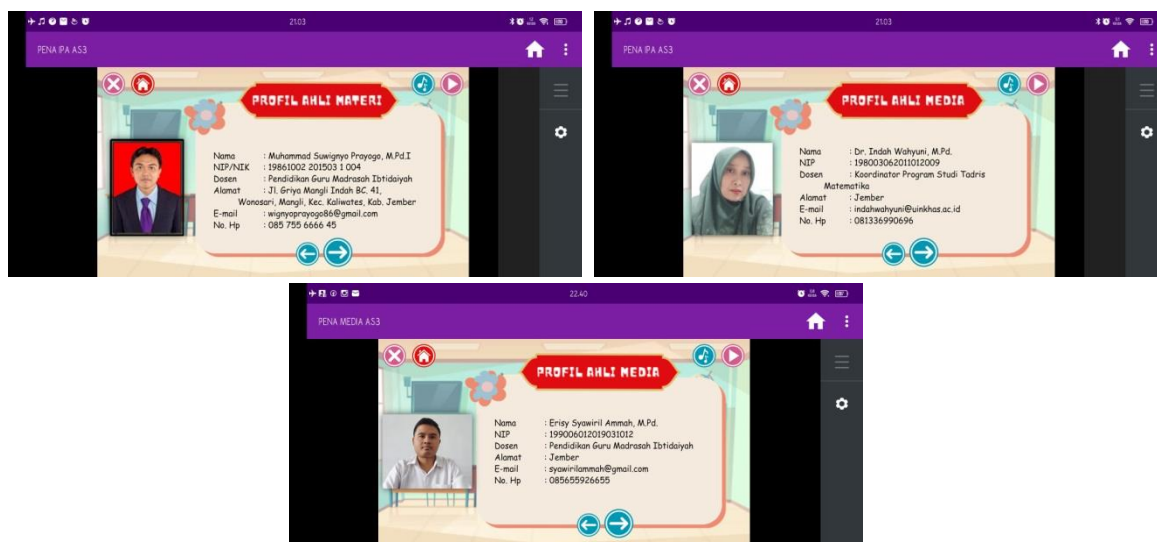 21.03
PENA IPA AS3
PROFIL AHLI MATERI
Nama : Muhammad Suwignyo Prayogo, M.Pd.I
NIP/NIK : 19861002 201503 1 004
Dosen : Pendidikan Guru Madrasah Ibtidaiyah
Alamat : Jl. Griya Mangli Indah BC. 41,
Wonosari, Mangli, Kec. Kaliwates, Kab. Jember
E-mail : wignyoprayogo86@gmail.com
No. Hp : 085 755 6666 45
21.03
PENA IPA AS3
PROFIL AHLI MEDIA
Nama : Dr. Indah Wahyuni, M.Pd.
NIP : 198003062011012009
Dosen : Koordinator Program Studi Tadris
Matematika
Alamat : Jember
E-mail : indahwahyuni@uinkhas.ac.id
No. Hp : 081336990696
22.40
PENA MEDIA AS3
PROFIL AHLI MEDIA
Nama : Erisy Syawiril Ammah, M.Pd.
NIP : 199006012019031012
Dosen : Pendidikan Guru Madrasah Ibtidaiyah
Alamat : Jember
E-mail : syawirilammah@gmail.com
No. Hp : 085655926655